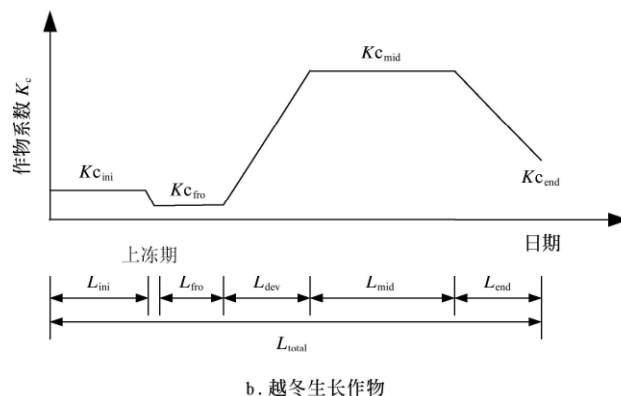 作物系数 Kc
Kcmid
Kcini
Kcfro
Kcend
日期
上冻期
Lini
Lfro
Ldev
Lmid
Lend
Ltotal
b. 越冬生长作物